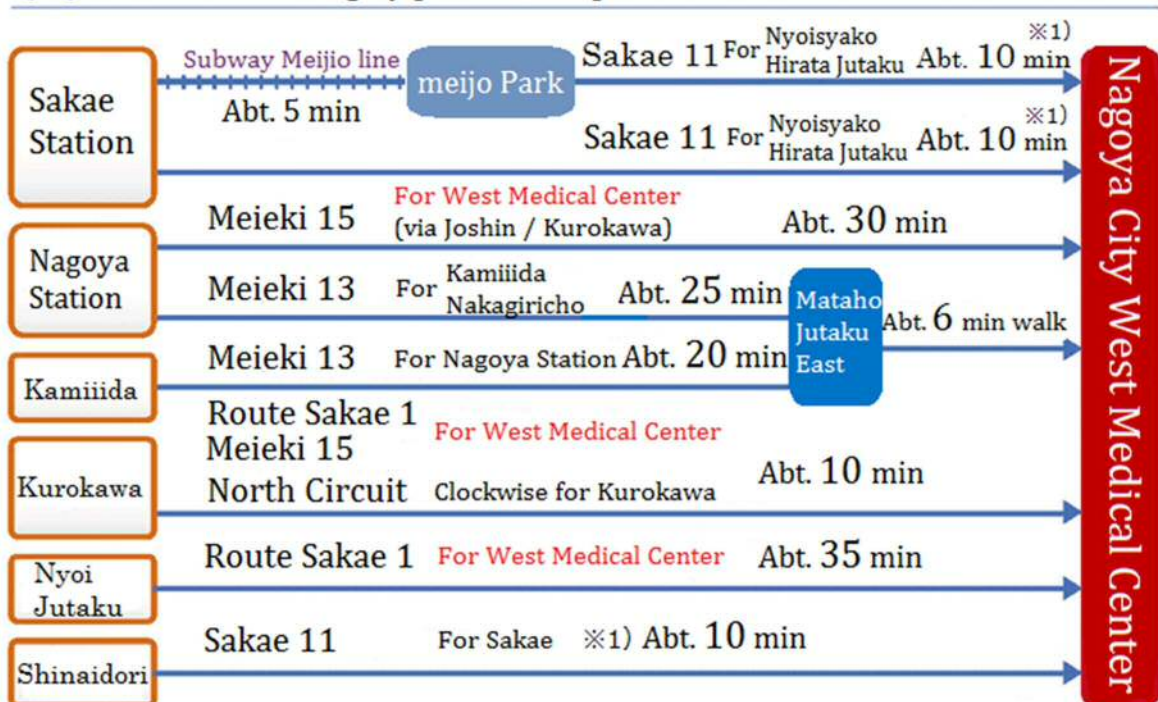 Sakae
Station
Subway Meijio line
Abt. 5 min
meijo Park
Sakae 11 For Nyoisyako
Hirata Jutaku
Abt. 10 min
※1)
Sakae 11 For Nyoisyako
Hirata Jutaku
Abt. 10 min
※1)
Nagoya
Station
Meieki 15
For West Medical Center
(via Joshin / Kurokawa)
Abt. 30 min
Meieki 13 For Kamiiida
Nakagiricho
Abt. 25 min
Mataho
Jutaku
East
Abt. 6 min walk
Kamiiida
Meieki 13 For Nagoya Station Abt. 20 min
Kurokawa
Route Sakae 1
Meieki 15
For West Medical Center
North Circuit Clockwise for Kurokawa
Abt. 10 min
Nyoi
Jutaku
Route Sakae 1 For West Medical Center Abt. 35 min
Shinaidori
Sakae 11 For Sakae ※1) Abt. 10 min
Nagoya City West Medical Center